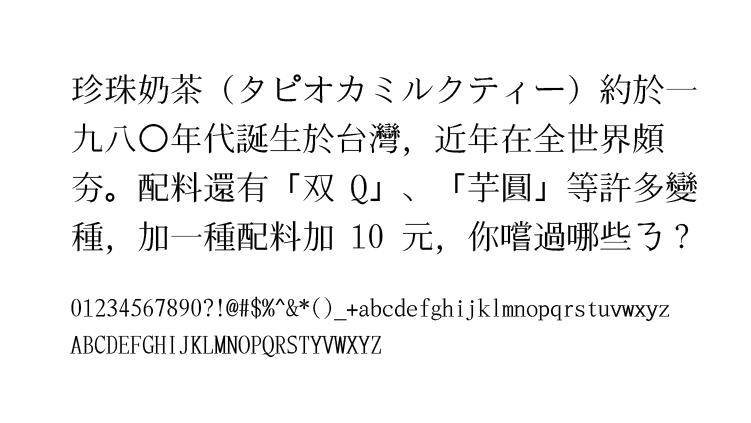 珍珠奶茶（タピオカミルクティー）約於一
九八〇年代誕生於台灣，近年在全世界頗
夯。配料還有「双 Q」、「芋圓」等許多變
種，加一種配料加 10 元，你嚐過哪些ㄋ？
01234567890?!@#$%^&*()_+abcdefghijklmnopqrstuvwxyz
ABCDEFGHIJKLMNOPQRSTYVWXYZ